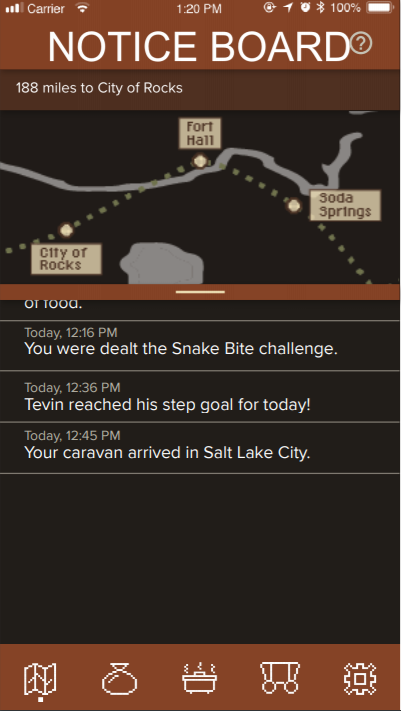 Carrier 1:20 PM 100%
NOTICE BOARD ?
188 miles to City of Rocks
Fort
Hall
Soda
Springs
City of
Rocks
of food.
Today, 12:16 PM
You were dealt the Snake Bite challenge.
Today, 12:36 PM
Tevin reached his step goal for today!
Today, 12:45 PM
Your caravan arrived in Salt Lake City.